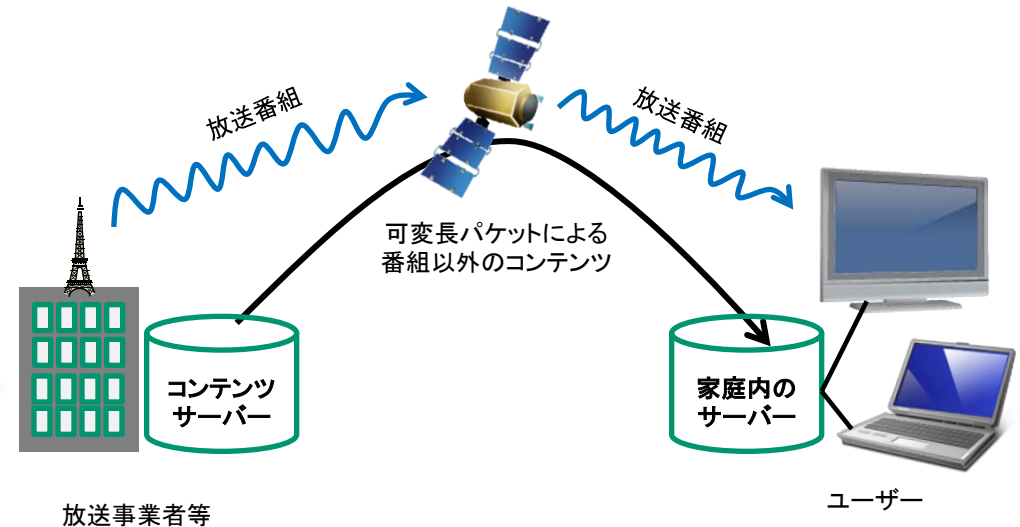 放送番組
放送番組
可変長パケットによる
番組以外のコンテンツ
コンテンツ
サーバー
家庭内の
サーバー
放送事業者等
ユーザー